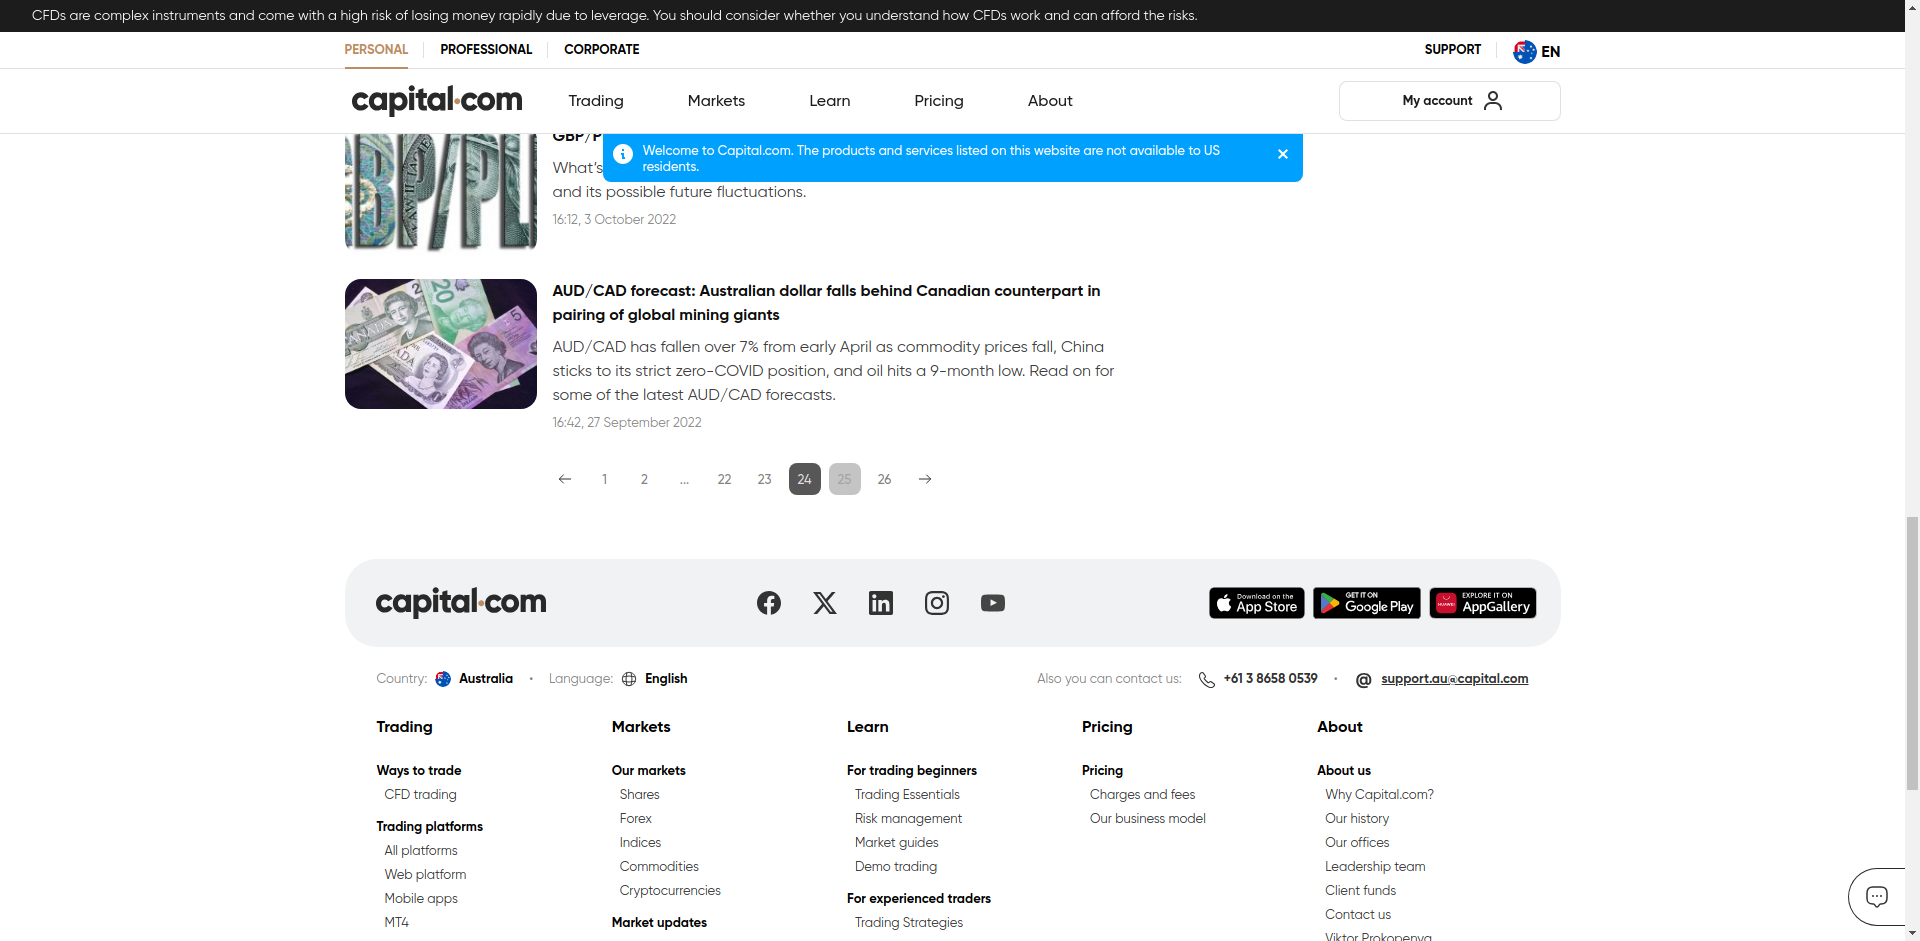 CFDs are complex instruments and come with a high risk of losing money rapidly due to leverage. You should consider whether you understand how CFDs work and can afford the risks.
PERSONAL PROFESSIONAL CORPORATE SUPPORT EN
capital.com Trading Markets Learn Pricing About My account
GBP/P
Welcome to Capital.com. The products and services listed on this website are not available to US
residents.
What's
and its possible future fluctuations.
16:12, 3 October 2022
AUD/CAD forecast: Australian dollar falls behind Canadian counterpart in
pairing of global mining giants
AUD/CAD has fallen over 7% from early April as commodity prices fall, China
sticks to its strict zero-COVID position, and oil hits a 9-month low. Read on for
some of the latest AUD/CAD forecasts.
16:42, 27 September 2022
1 2 ... 22 23 24 25 26
capital.com
Download on the App Store
GET IT ON Google Play
EXPLORE IT ON AppGallery
Country: Australia • Language: English Also you can contact us: +61 3 8658 0539 • support.au@capital.com
Trading
Ways to trade
CFD trading
Trading platforms
All platforms
Web platform
Mobile apps
MT4
Markets
Our markets
Shares
Forex
Indices
Commodities
Cryptocurrencies
Market updates
Learn
For trading beginners
Trading Essentials
Risk management
Market guides
Demo trading
For experienced traders
Trading Strategies
Pricing
Pricing
Charges and fees
Our business model
About
About us
Why Capital.com?
Our history
Our offices
Leadership team
Client funds
Contact us
Viktor Prokopenya